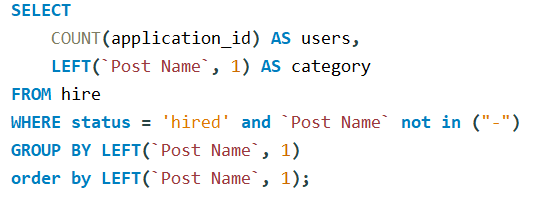 SELECT
    COUNT(application_id) AS users,
    LEFT(`Post Name`, 1) AS category
FROM hire
WHERE status = 'hired' and `Post Name` not in ("-")
GROUP BY LEFT(`Post Name`, 1)
order by LEFT(`Post Name`, 1);